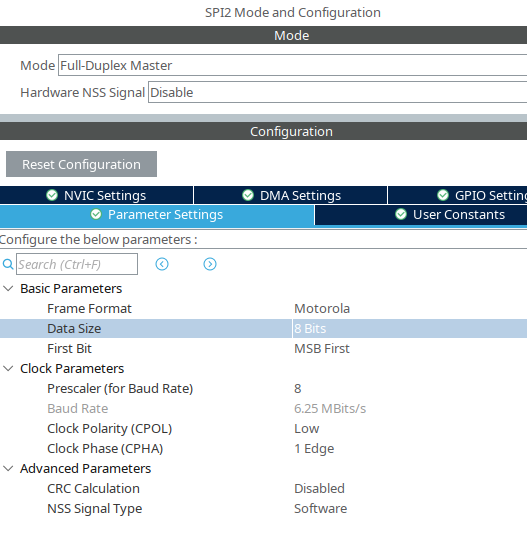 SPI2 Mode and Configuration
Mode
Mode Full-Duplex Master
Hardware NSS Signal Disable
Configuration
Reset Configuration
NVIC Settings DMA Settings GPIO Setting
Parameter Settings User Constants
Configure the below parameters :
Search (Ctrl+F)
Basic Parameters
Frame Format Motorola
Data Size 8 Bits
First Bit MSB First
Clock Parameters
Prescaler (for Baud Rate) 8
Baud Rate 6.25 MBits/s
Clock Polarity (CPOL) Low
Clock Phase (CPHA) 1 Edge
Advanced Parameters
CRC Calculation Disabled
NSS Signal Type Software